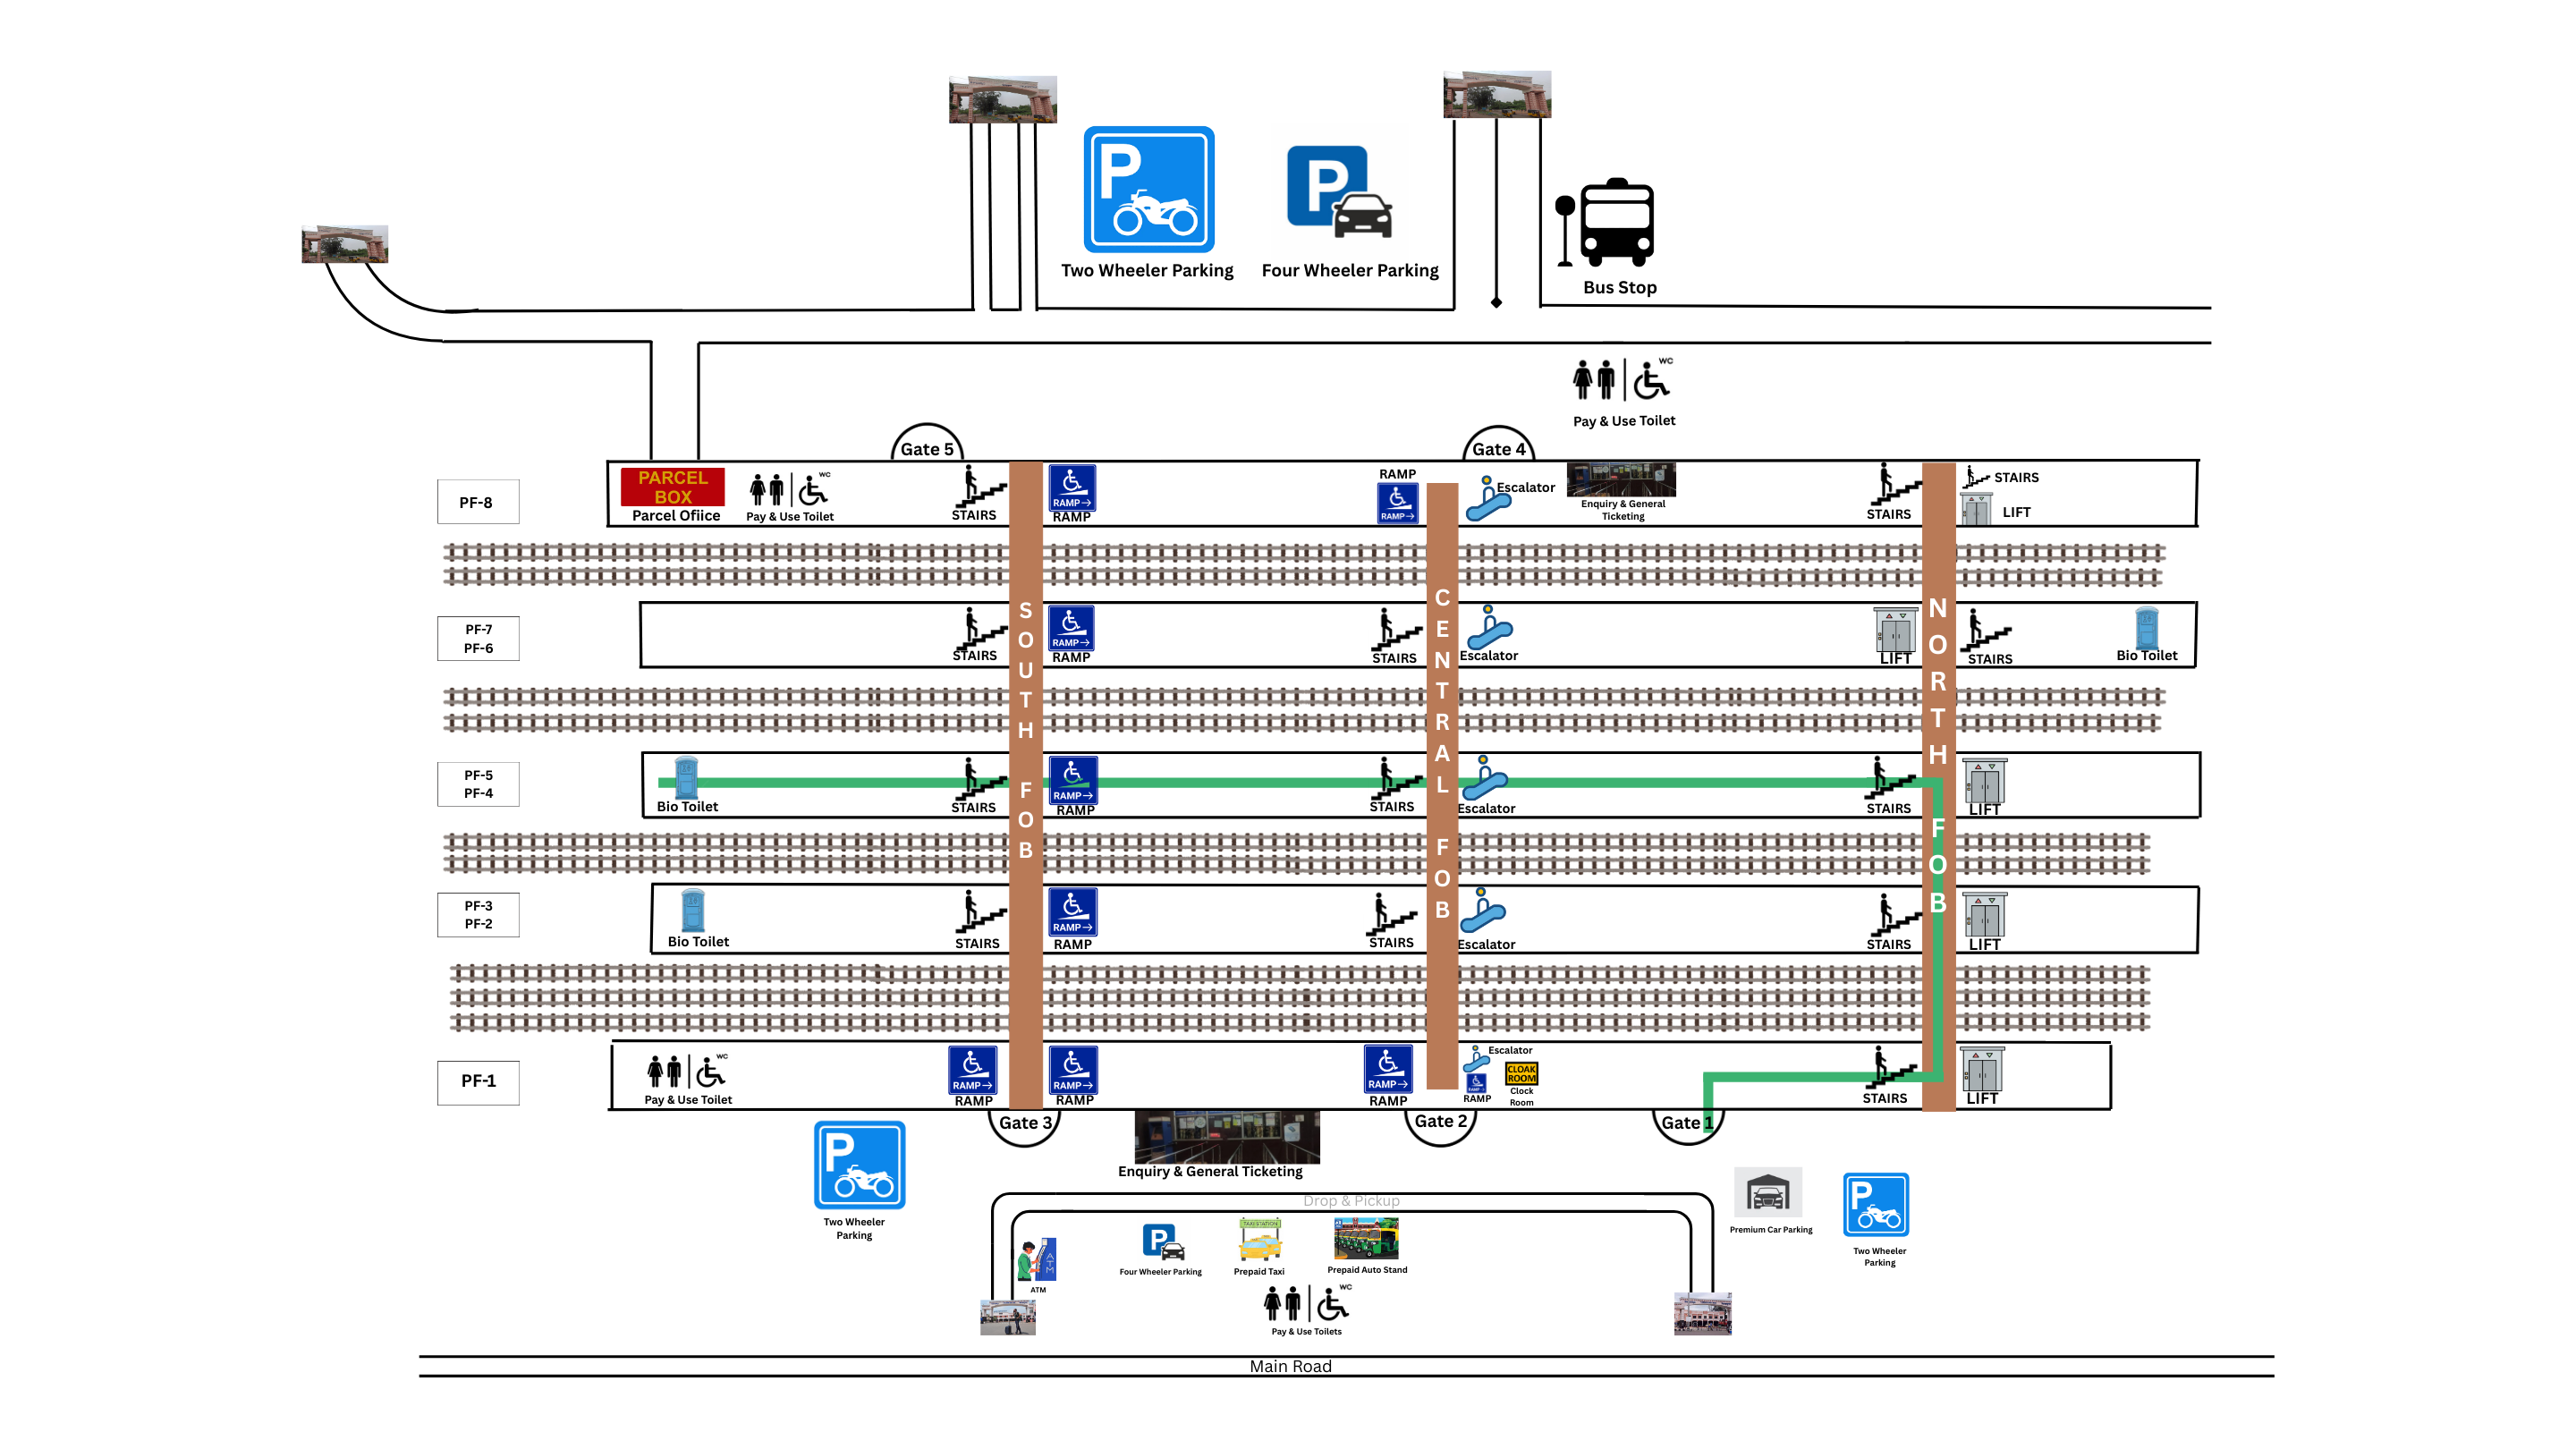 Two Wheeler Parking
Four Wheeler Parking
Bus Stop
WC
Pay & Use Toilet
Gate 5
Gate 4
PF-8
PARCEL
BOX
Parcel Ofiice
WC
Pay & Use Toilet
STAIRS
RAMP→
RAMP
RAMP
RAMP→
Escalator
Enquiry & General
Ticketing
STAIRS
STAIRS
LIFT
PF-7
PF-6
STAIRS
RAMP→
RAMP
STAIRS
Escalator
LIFT
STAIRS
Bio Toilet
SOUTH FOB
CENTRAL FOB
NORTH FOB
PF-5
PF-4
Bio Toilet
STAIRS
RAMP→
RAMP
STAIRS
Escalator
STAIRS
LIFT
PF-3
PF-2
Bio Toilet
STAIRS
RAMP→
RAMP
STAIRS
Escalator
STAIRS
LIFT
PF-1
WC
Pay & Use Toilet
RAMP→
RAMP
RAMP→
RAMP
RAMP→
RAMP
Escalator
RAMP
CLOAK
ROOM
Clock
Room
STAIRS
LIFT
Gate 3
Gate 2
Gate 1
Enquiry & General Ticketing
Two Wheeler
Parking
Drop & Pickup
Premium Car Parking
Two Wheeler
Parking
ATM
ATM
Four Wheeler Parking
TAXI STATION
Prepaid Taxi
Prepaid Auto Stand
WC
Pay & Use Toilets
Main Road